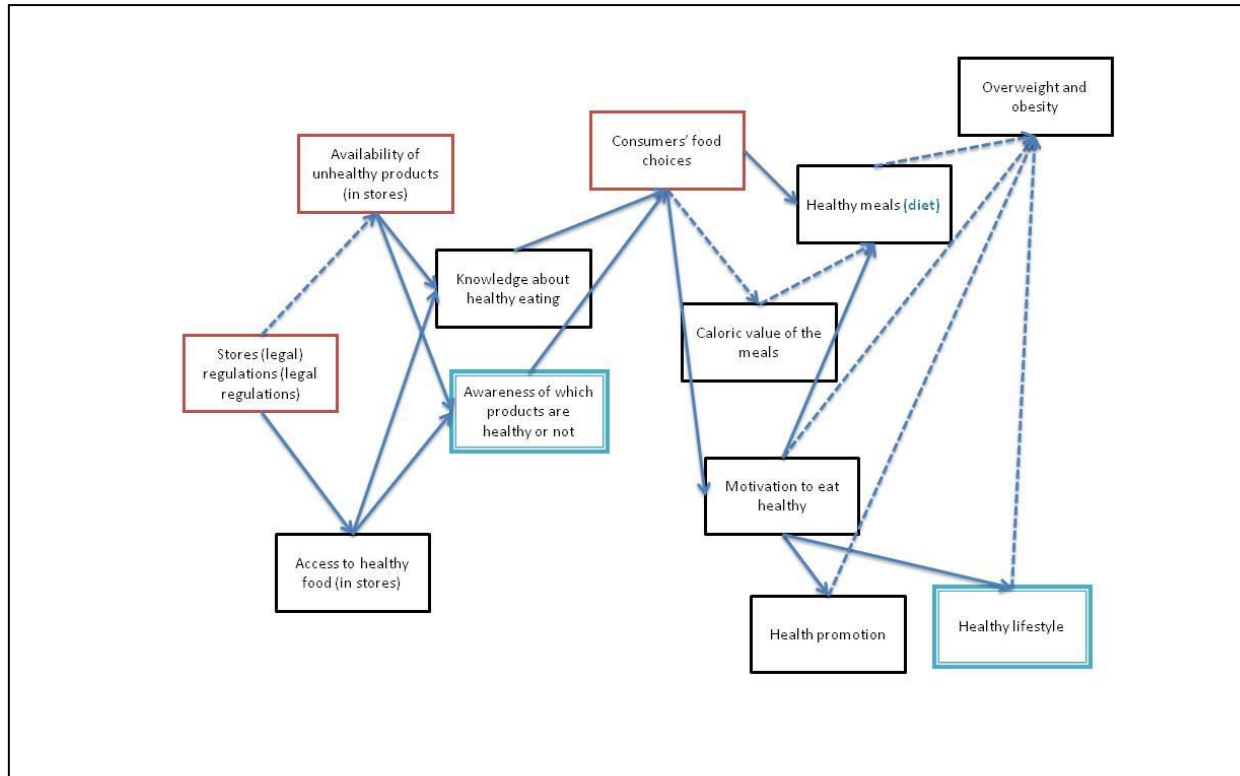 Overweight and
obesity
Consumers’ food
choices
Availability of
unhealthy products
(in stores)
Healthy meals (diet)
Knowledge about
healthy eating
Caloric value of the
meals
Stores (legal)
regulations (legal
regulations)
Awareness of which
products are
healthy or not
Motivation to eat
healthy
Access to healthy
food (in stores)
Health promotion
Healthy lifestyle